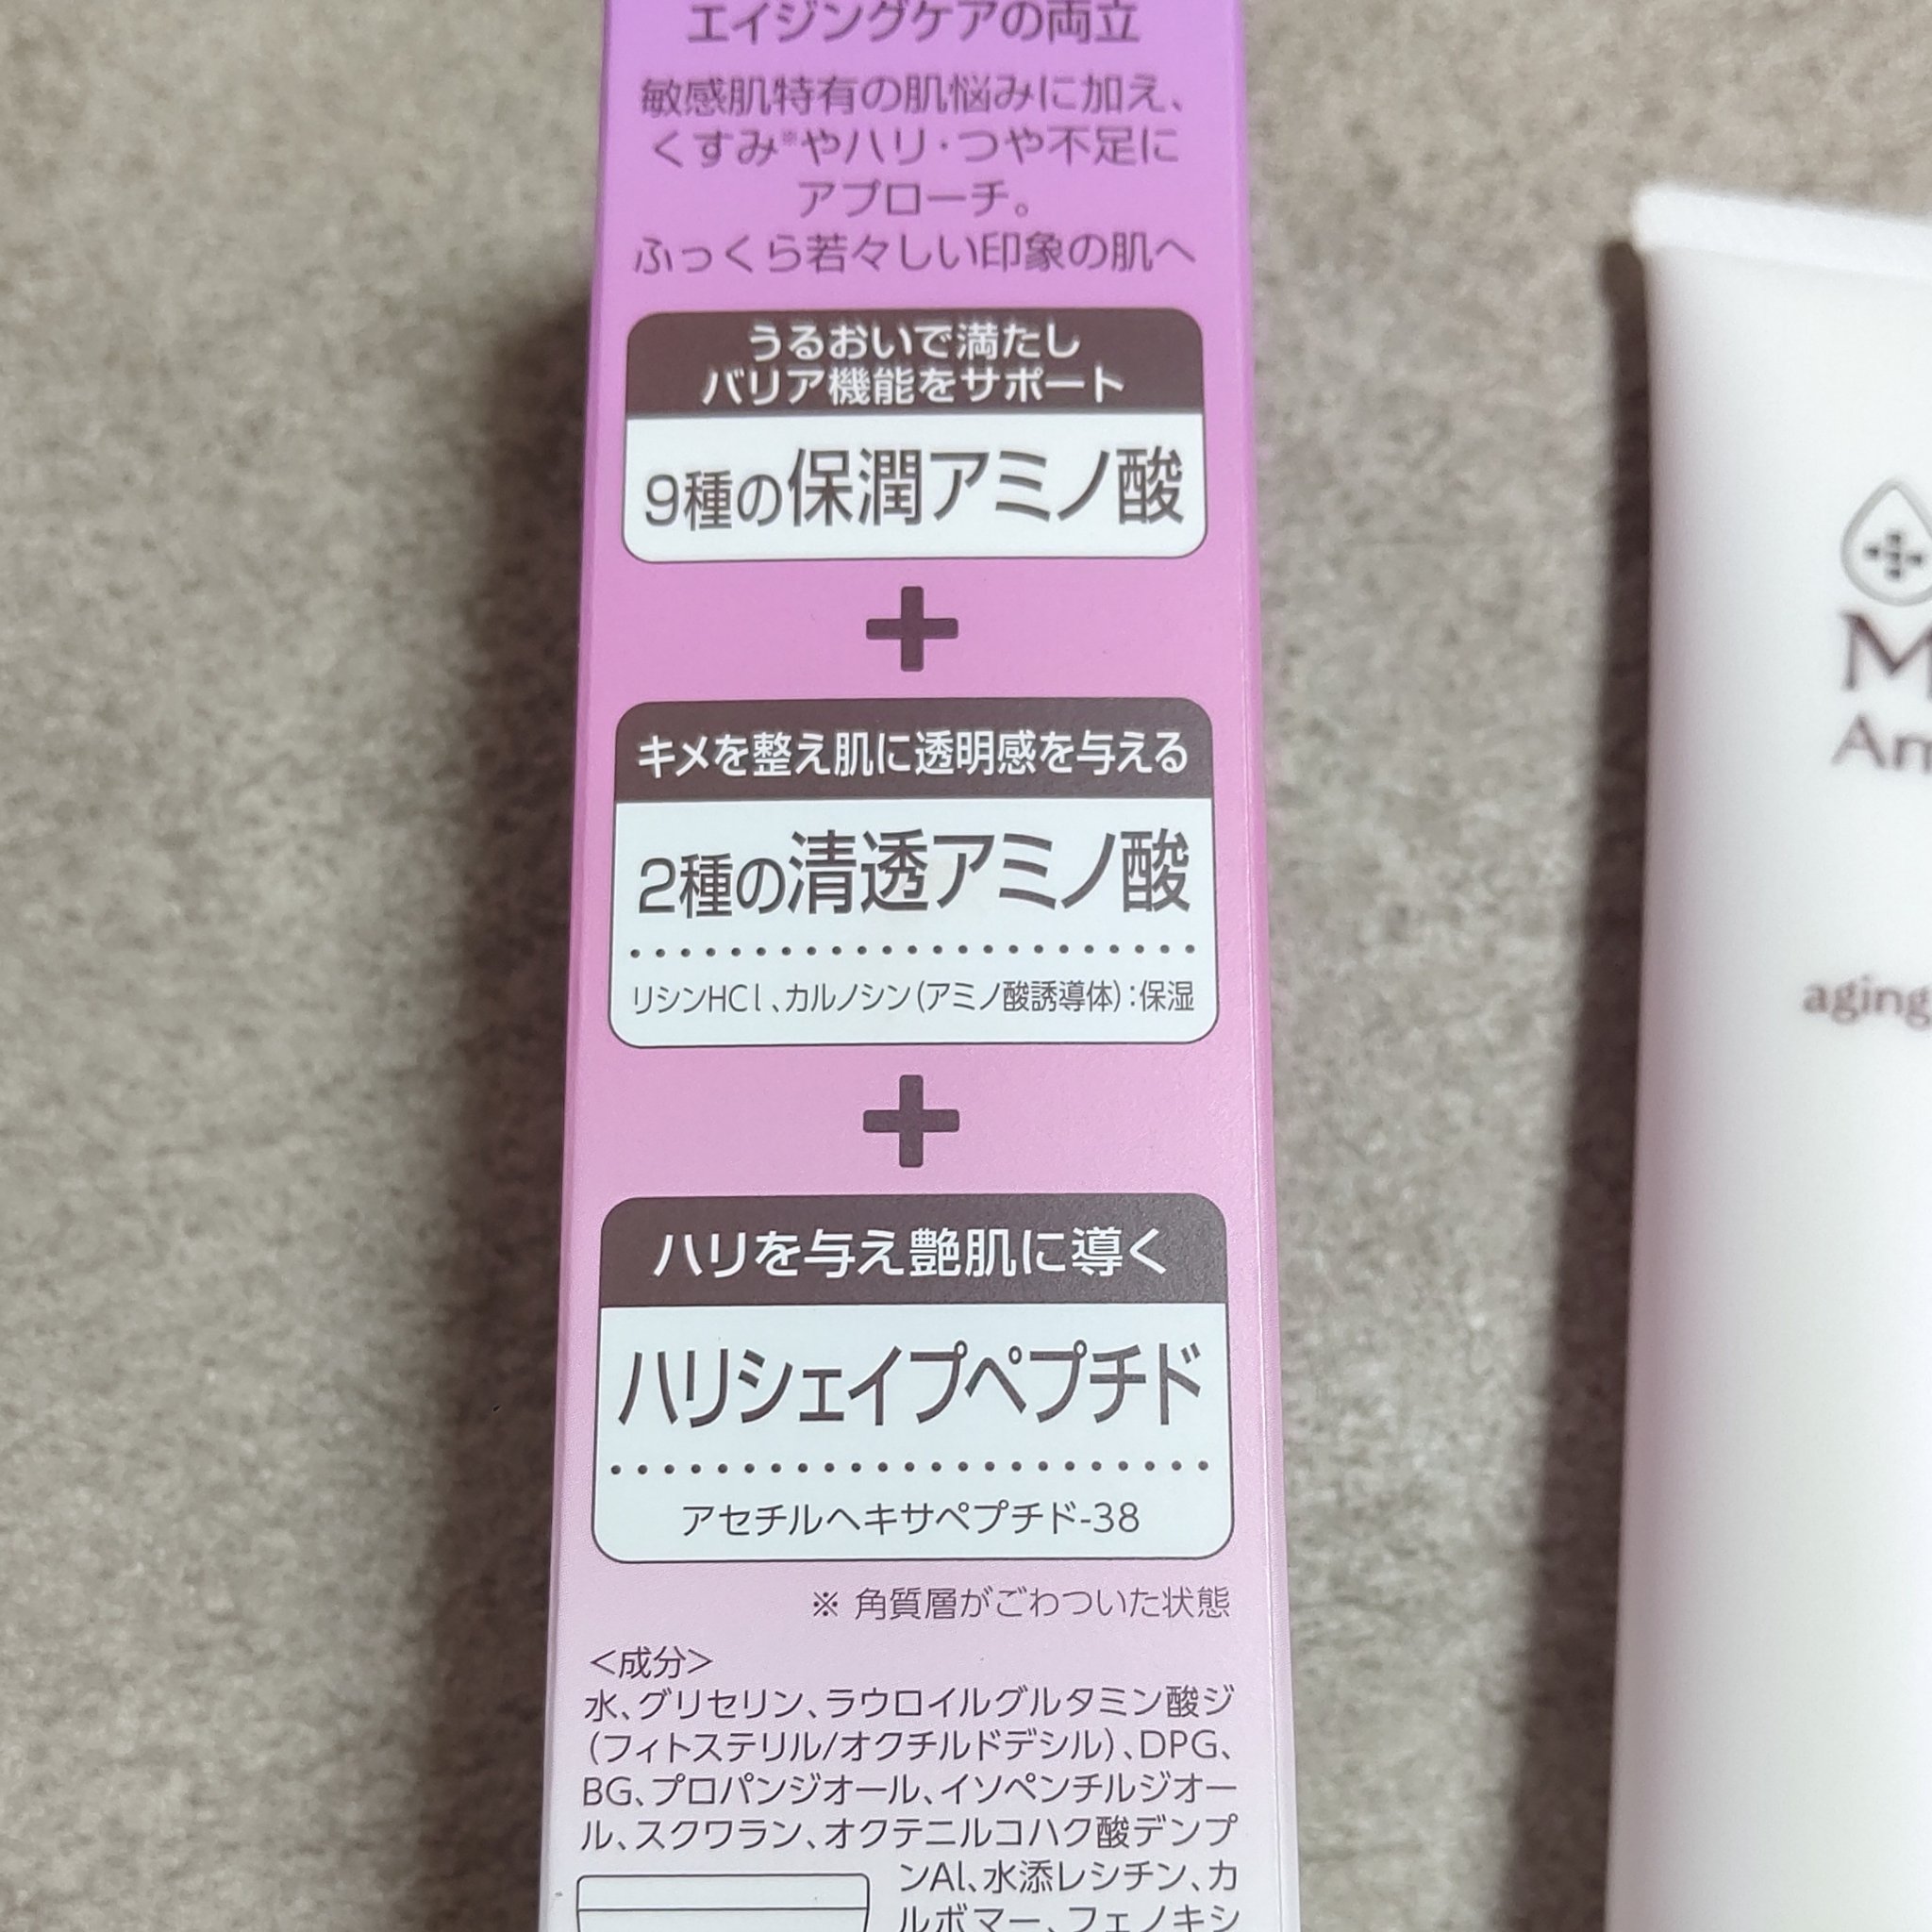 エイジングケアの両立
敏感肌特有の肌悩みに加え、
くすみ※やハリ・つや不足に
アプローチ。
ふっくら若々しい印象の肌へ
うるおいで満たし
バリア機能をサポート
9種の保潤アミノ酸
+
キメを整え肌に透明感を与える
2種の清透アミノ酸
リシンHCl、カルノシン(アミノ酸誘導体):保湿
+
ハリを与え艶肌に導く
ハリシェイプペプチド
アセチルヘキサペプチド-38
※ 角質層がごわついた状態
<成分>
水、グリセリン、ラウロイルグルタミン酸ジ
(フィトステリル/オクチルドデシル)、DPG、
BG、プロパンジオール、イソペンチルジオー
ル、スクワラン、オクテニルコハク酸デンプ
ンAl、水添レシチン、カ
ルボマー、フェノキシ
M
Am
aging